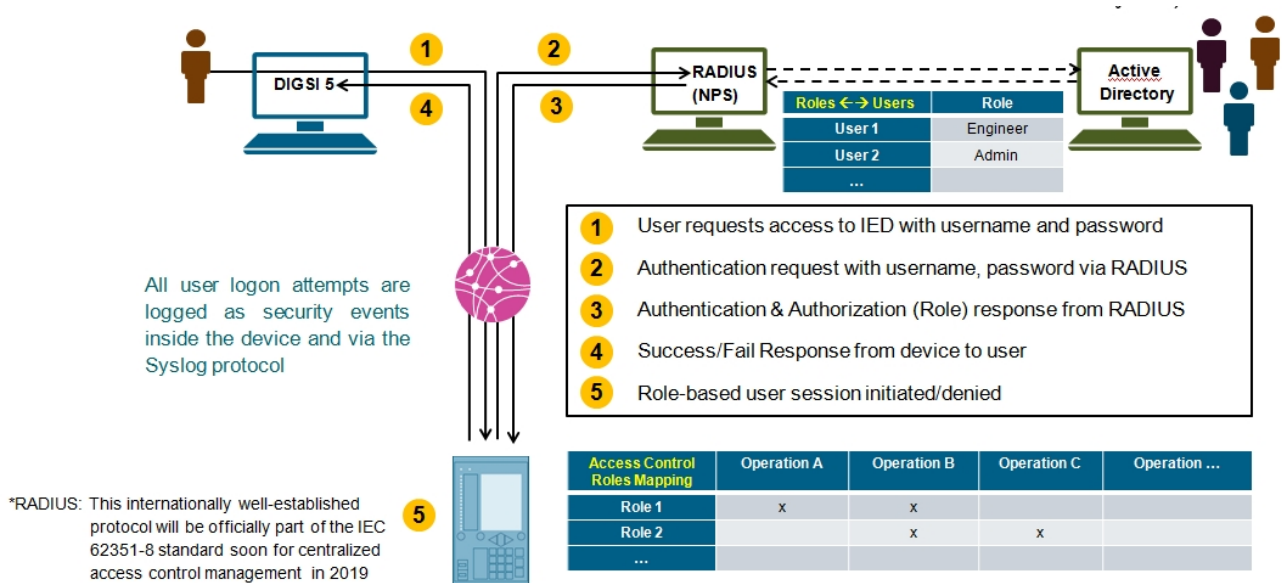 1
2
DIGSI 5
4
3
RADIUS
(NPS)
Active
Directory
Roles ←→ Users Role
User 1 Engineer
User 2 Admin
...
1 User requests access to IED with username and password
2 Authentication request with username, password via RADIUS
3 Authentication & Authorization (Role) response from RADIUS
4 Success/Fail Response from device to user
5 Role-based user session initiated/denied
All user logon attempts are
logged as security events
inside the device and via the
Syslog protocol
*RADIUS: This internationally well-established
protocol will be officially part of the IEC
62351-8 standard soon for centralized
access control management in 2019
5
Access Control Operation A Operation B Operation C Operation ...
Roles Mapping
Role 1 x x
Role 2 x x
...